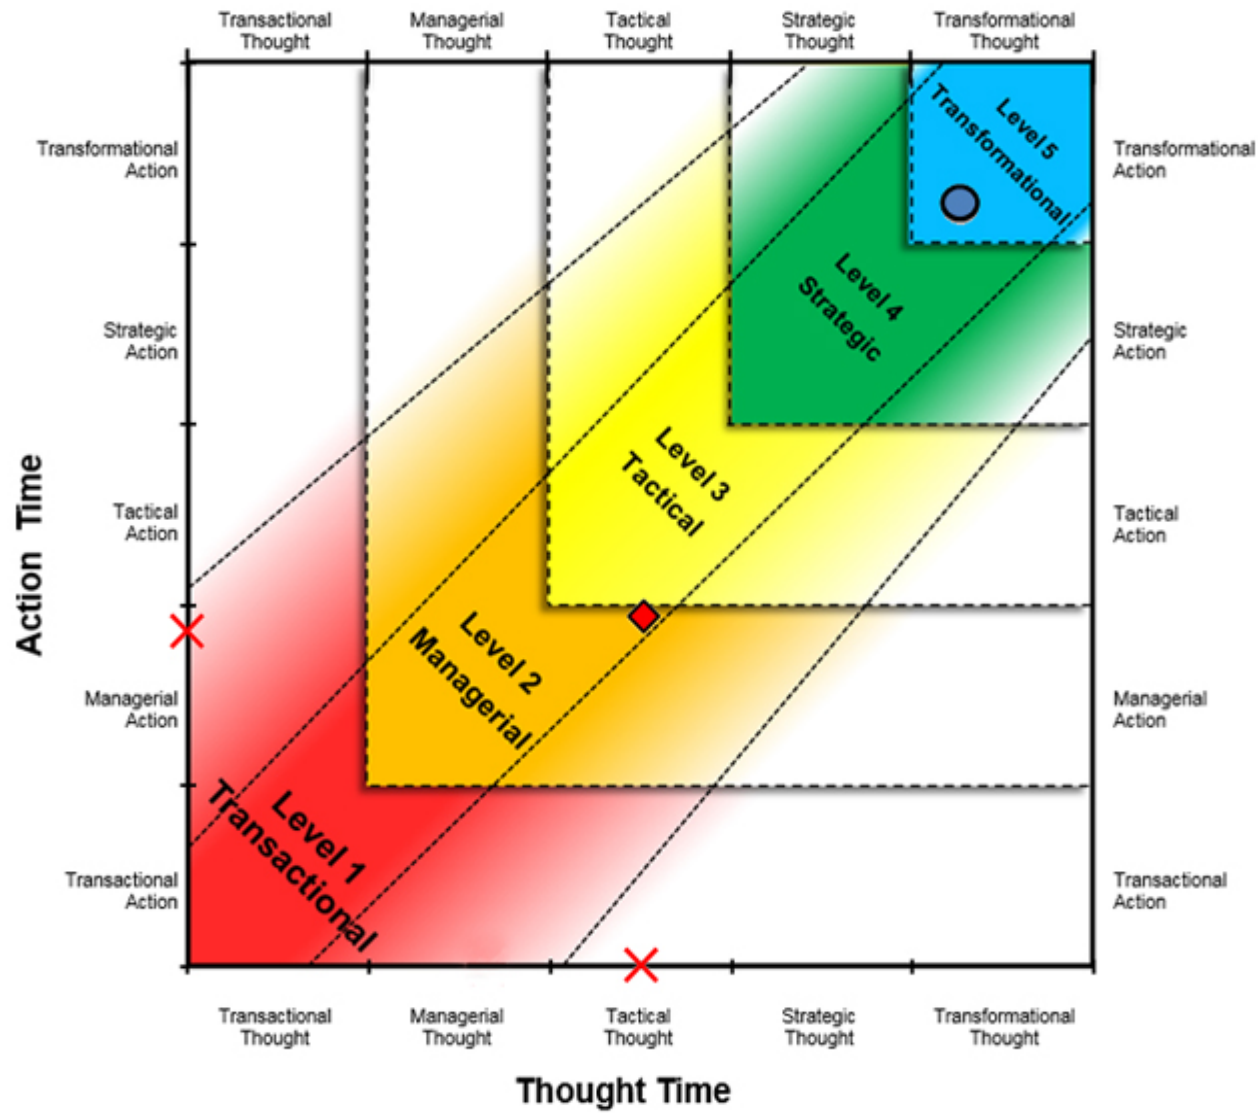 Transactional
Thought
Managerial
Thought
Tactical
Thought
Strategic
Thought
Transformational
Thought
Level 5
Transformational
Transformational
Action
Transformational
Action
Level 4
Strategic
Strategic
Action
Strategic
Action
Level 3
Tactical
Tactical
Action
Tactical
Action
Action Time
Level 2
Managerial
Managerial
Action
Managerial
Action
Level 1
Transactional
Transactional
Action
Transactional
Action
Transactional
Thought
Managerial
Thought
Tactical
Thought
Strategic
Thought
Transformational
Thought
Thought Time